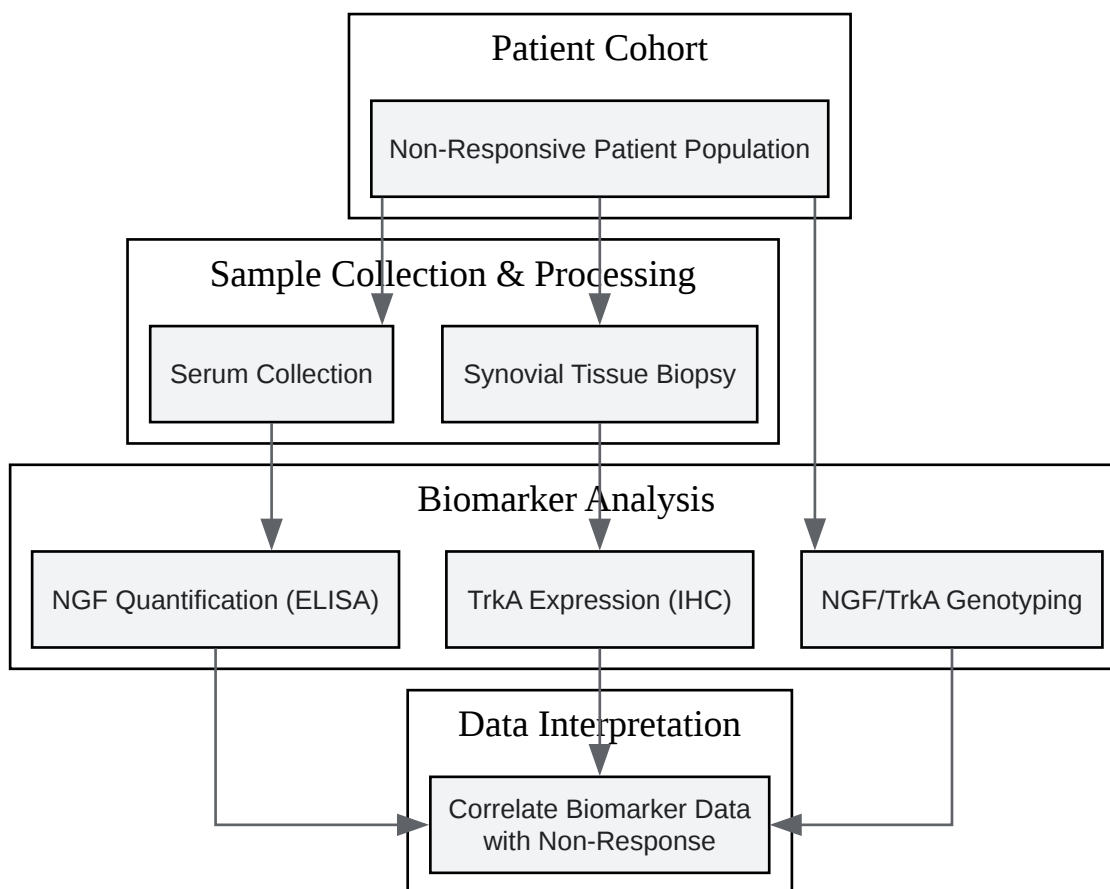 Patient Cohort
Non-Responsive Patient Population
Sample Collection & Processing
Serum Collection
Synovial Tissue Biopsy
Biomarker Analysis
NGF Quantification (ELISA)
TrkA Expression (IHC)
NGF/TrkA Genotyping
Data Interpretation
Correlate Biomarker Data
with Non-Response